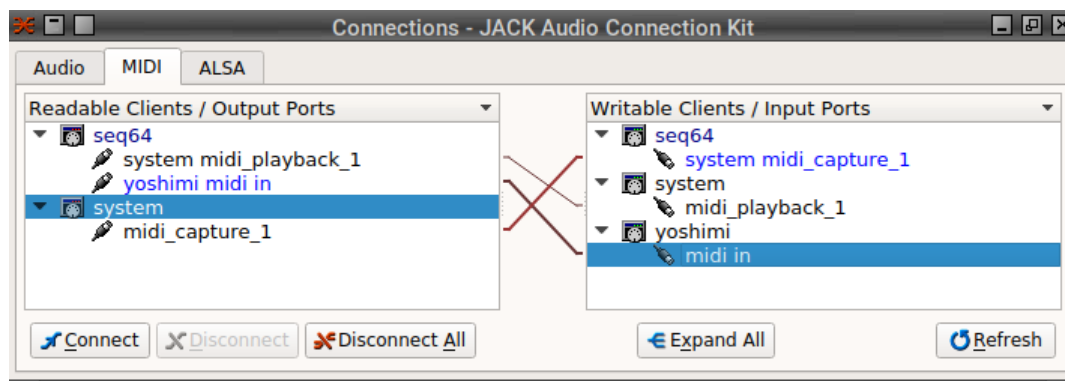 Connections - JACK Audio Connection Kit
Audio MIDI ALSA
Readable Clients / Output Ports
seq64
system midi_playback_1
yoshimi midi in
system
midi_capture_1
Writable Clients / Input Ports
seq64
system midi_capture_1
system
midi_playback_1
yoshimi
midi in
Connect Disconnect Disconnect All Expand All Refresh